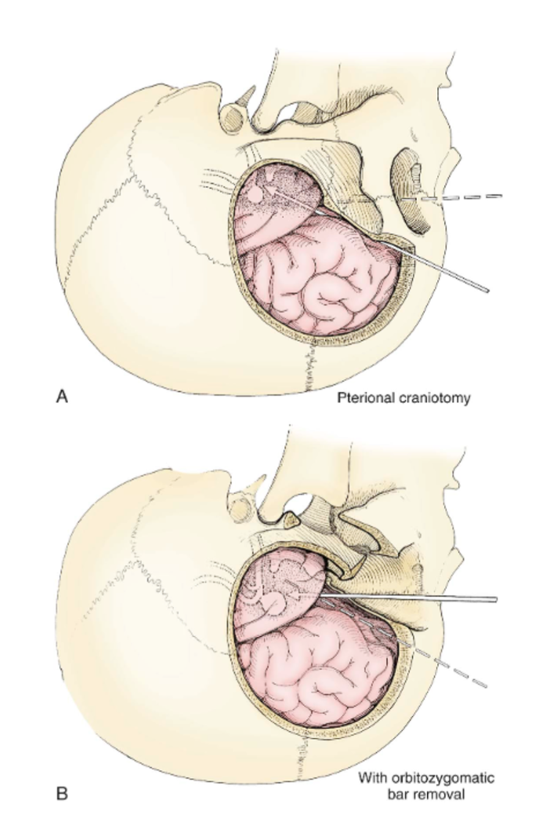 A
Pterional craniotomy
B
With orbitozygomatic
bar removal